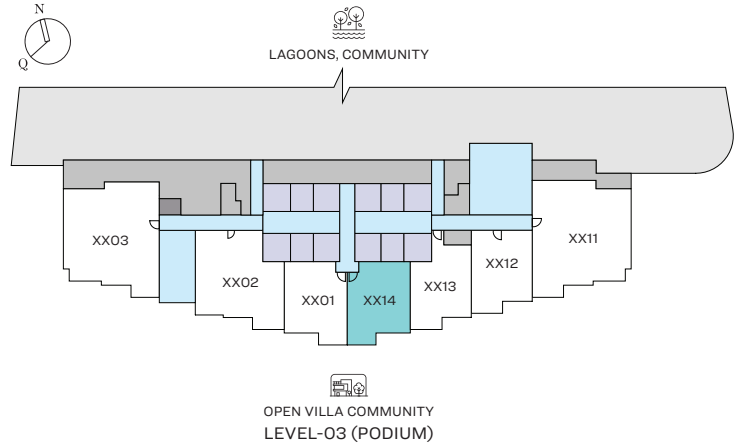 N
Q
LAGOONS, COMMUNITY
XX03
XX02
XX01
XX14
XX13
XX12
XX11
OPEN VILLA COMMUNITY
LEVEL-03 (PODIUM)